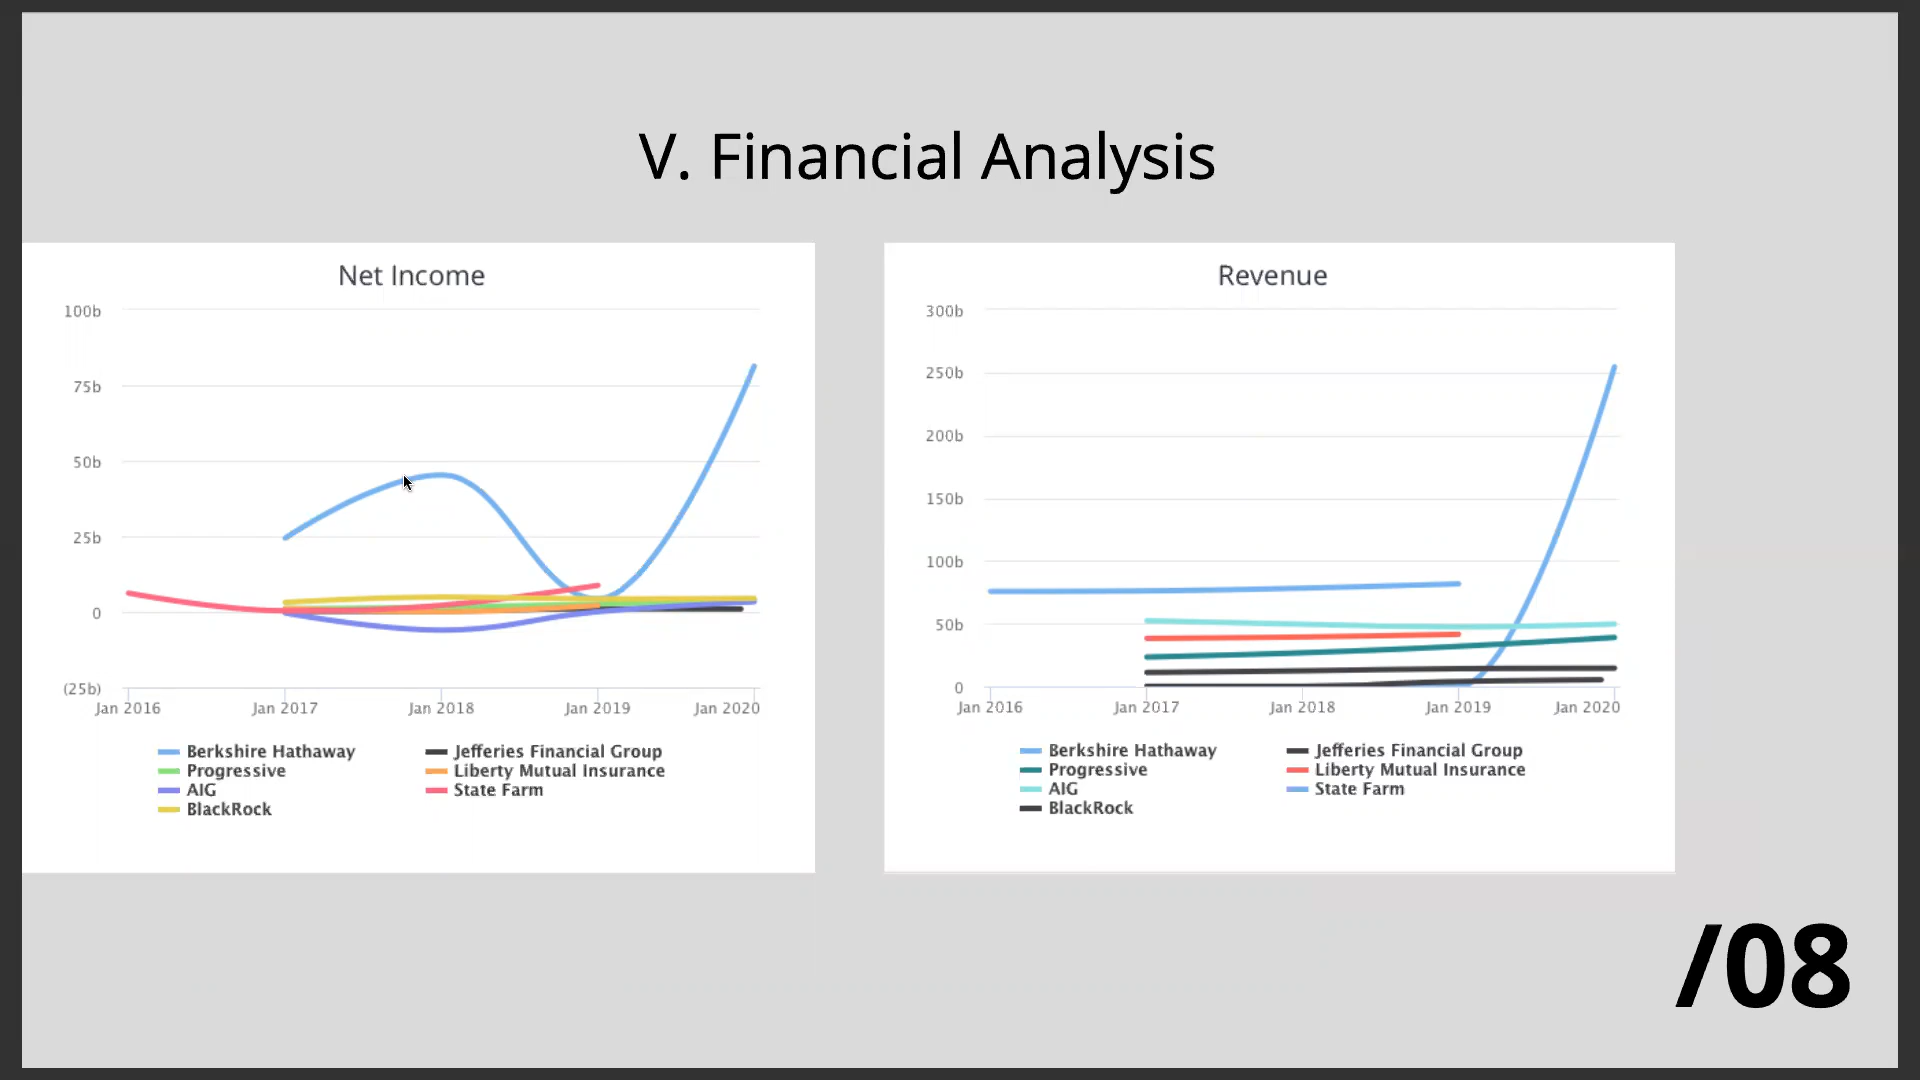 V. Financial Analysis
Net Income
100b
75b
50b
25b
0
(25b)
Jan 2016 Jan 2017 Jan 2018 Jan 2019 Jan 2020
Berkshire Hathaway Jefferies Financial Group
Progressive Liberty Mutual Insurance
AIG State Farm
BlackRock
Revenue
300b
250b
200b
150b
100b
50b
0
Jan 2016 Jan 2017 Jan 2018 Jan 2019 Jan 2020
Berkshire Hathaway Jefferies Financial Group
Progressive Liberty Mutual Insurance
AIG State Farm
BlackRock
/08